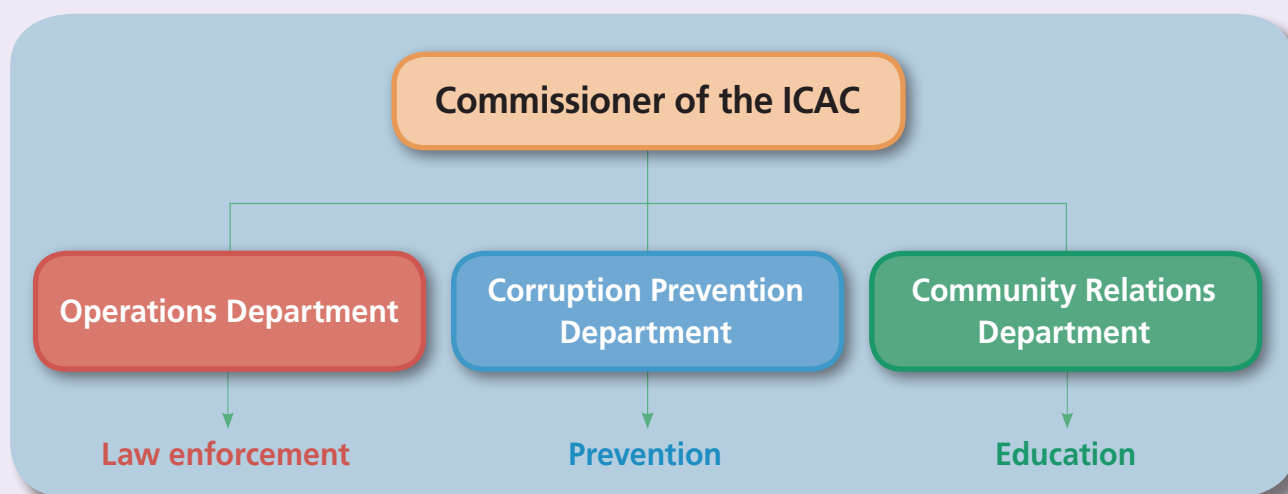 Commissioner of the ICAC
Operations Department
Corruption Prevention
Department
Community Relations
Department
Law enforcement
Prevention
Education